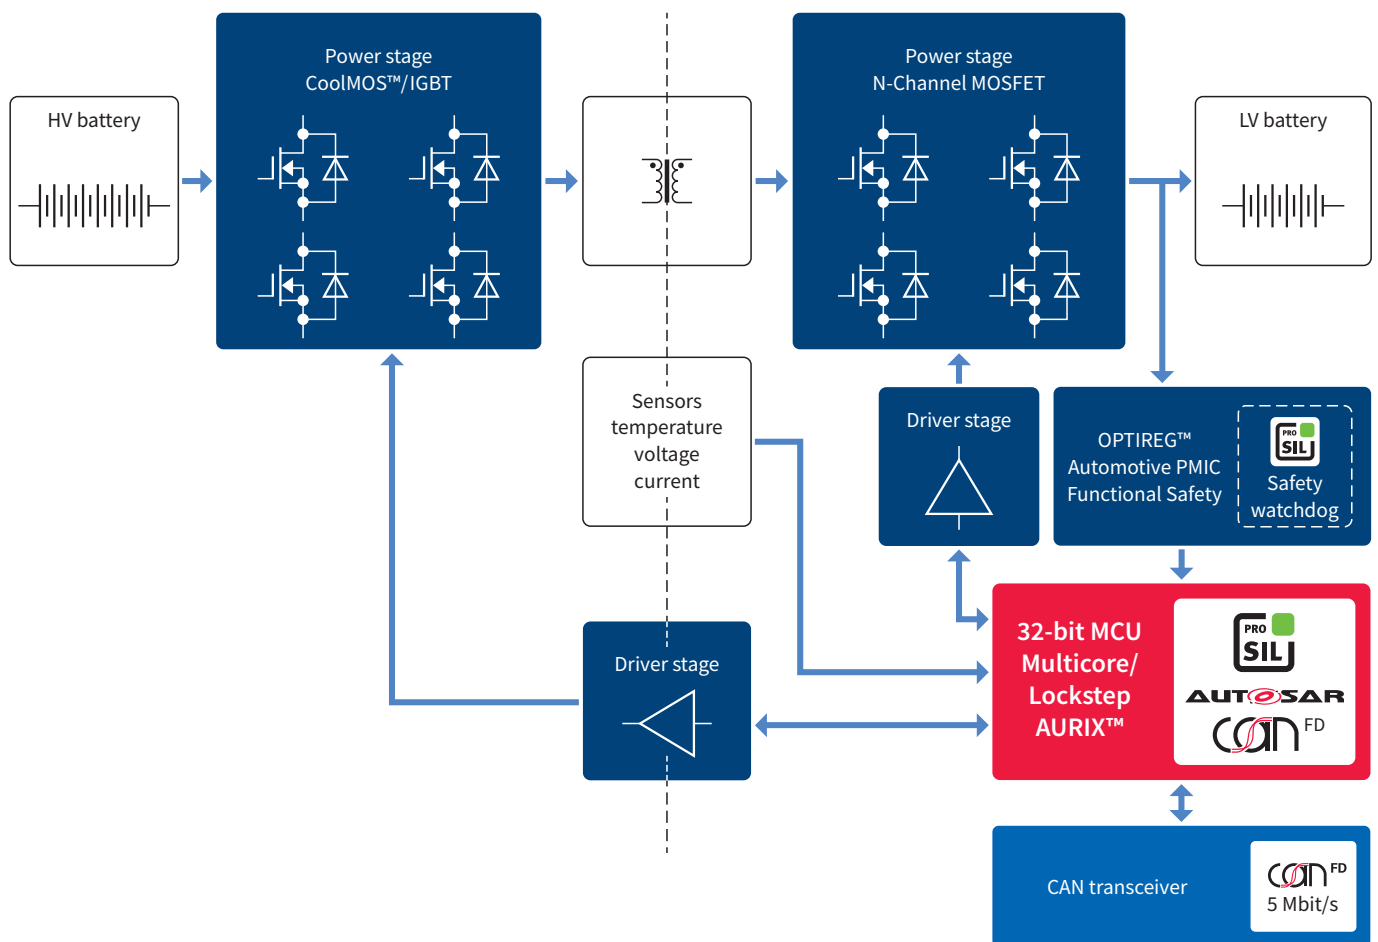 Power stage
CoolMOS™/IGBT
Power stage
N-Channel MOSFET
HV battery
LV battery
Sensors
temperature
voltage
current
Driver stage
OPTIREG™
Automotive PMIC
Functional Safety
PRO
SIL
Safety
watchdog
Driver stage
32-bit MCU
Multicore/
Lockstep
AURIX™
PRO
SIL
AUTOSAR
CAN FD
CAN transceiver
CAN FD
5 Mbit/s